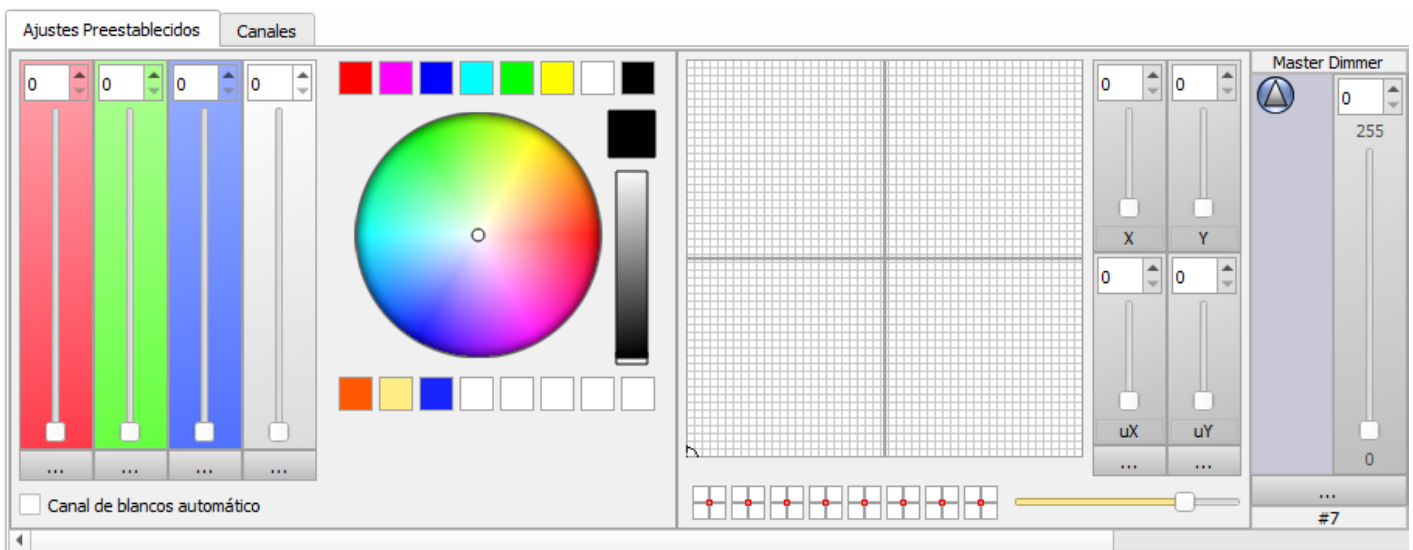 Ajustes Preestablecidos Canales
0 0 0 0
... ... ... ...
Canal de blancos automático
0 0
X Y
0 0
uX uY
... ...
Master Dimmer
0
255
0
...
#7